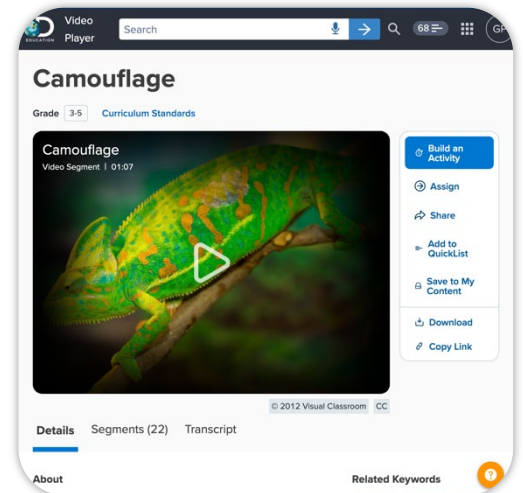 EDUCATION
Video
Player
Search
68
GF
Camouflage
Grade 3-5 Curriculum Standards
Camouflage
Video Segment | 01:07
Build an
Activity
Assign
Share
Add to
QuickList
Save to My
Content
Download
Copy Link
© 2012 Visual Classroom CC
Details Segments (22) Transcript
About
Related Keywords
?